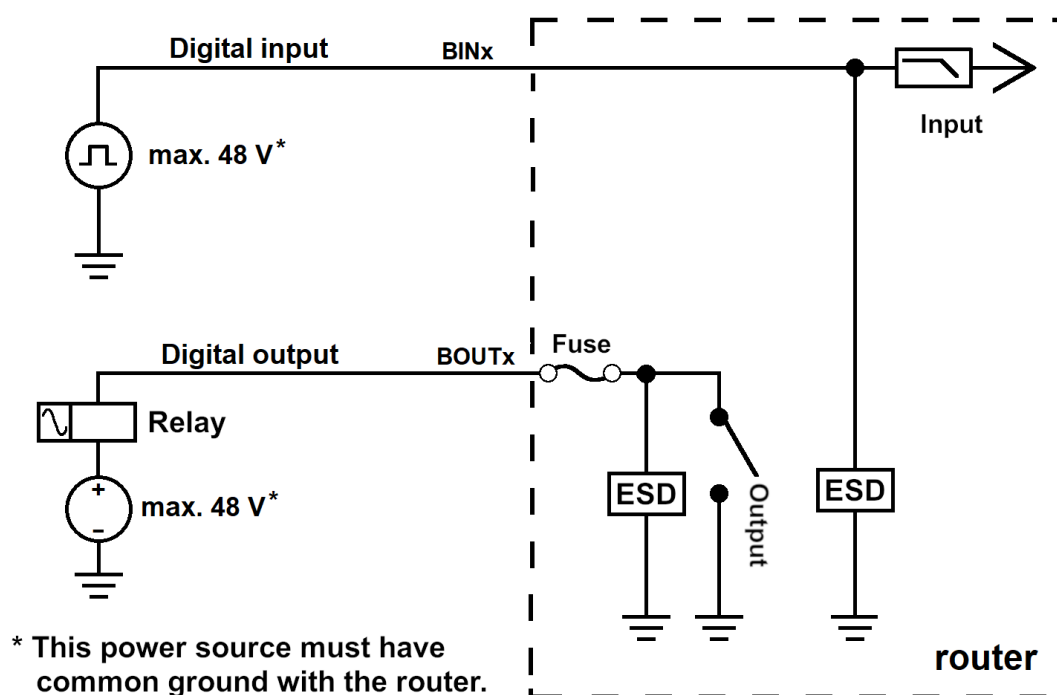 Digital input
BINx
max. 48 V*
Input
Digital output
BOUTx
Fuse
Relay
+
max. 48 V*
−
ESD
Output
ESD
* This power source must have
common ground with the router.
router